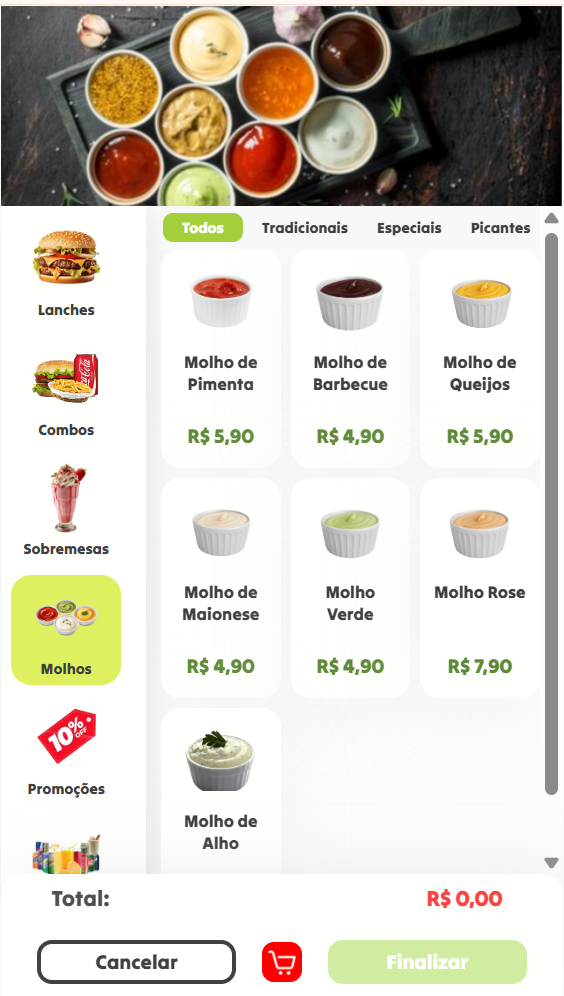 Todos
Tradicionais
Especiais
Picantes
Lanches
Combos
Sobremesas
Molhos
10%
OFF
Promoções
Molho de
Pimenta
R$ 5,90
Molho de
Barbecue
R$ 4,90
Molho de
Queijos
R$ 5,90
Molho de
Maionese
R$ 4,90
Molho
Verde
R$ 4,90
Molho Rose
R$ 7,90
Molho de
Alho
Total:
R$ 0,00
Cancelar
Finalizar